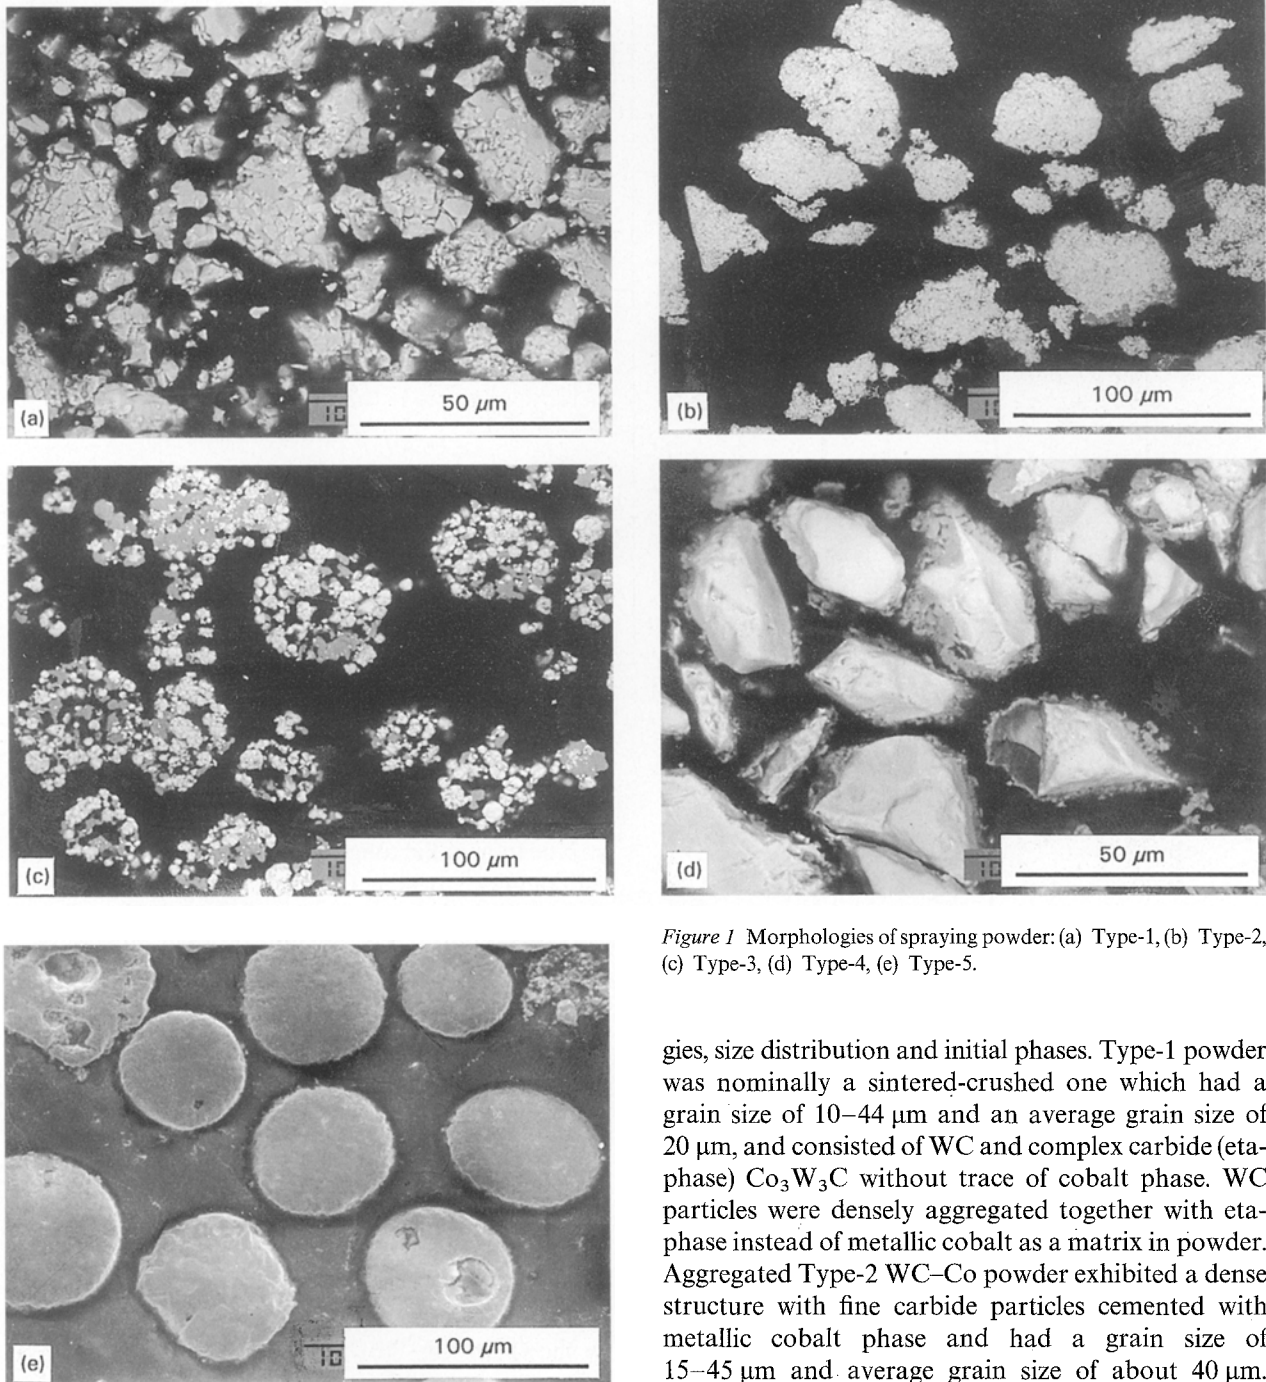 50 μm
(a)
10
100 μm
(b)
100 μm
(c)
10
50 μm
(d)
10
Figure 1 Morphologies of spraying powder: (a) Type-1, (b) Type-2,
(c) Type-3, (d) Type-4, (e) Type-5.
100 μm
(e)
10
gies, size distribution and initial phases. Type-1 powder
was nominally a sintered-crushed one which had a
grain size of 10–44 μm and an average grain size of
20 μm, and consisted of WC and complex carbide (eta-
phase) Co₃W₃C without trace of cobalt phase. WC
particles were densely aggregated together with eta-
phase instead of metallic cobalt as a matrix in powder.
Aggregated Type-2 WC–Co powder exhibited a dense
structure with fine carbide particles cemented with
metallic cobalt phase and had a grain size of
15–45 μm and average grain size of about 40 μm.